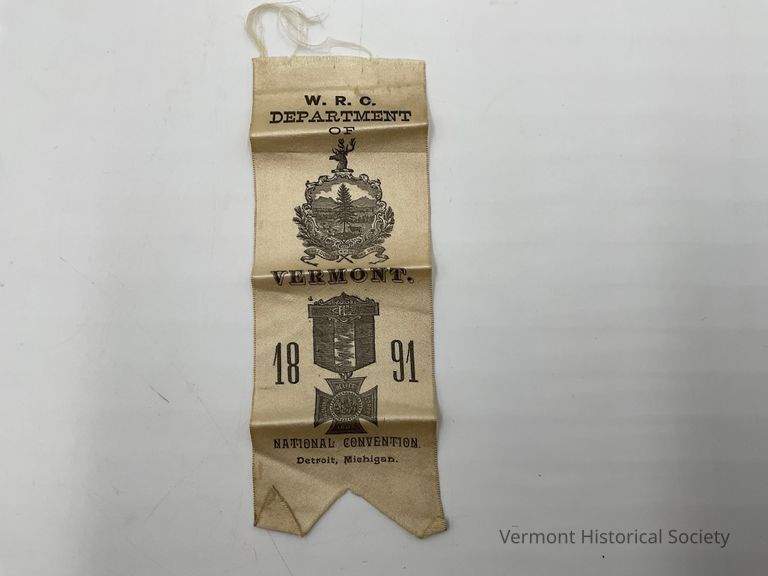 W. R. C.
DEPARTMENT
OF
VERMONT.
18 91
NATIONAL CONVENTION.
Detroit, Michigan.
Vermont Historical Society